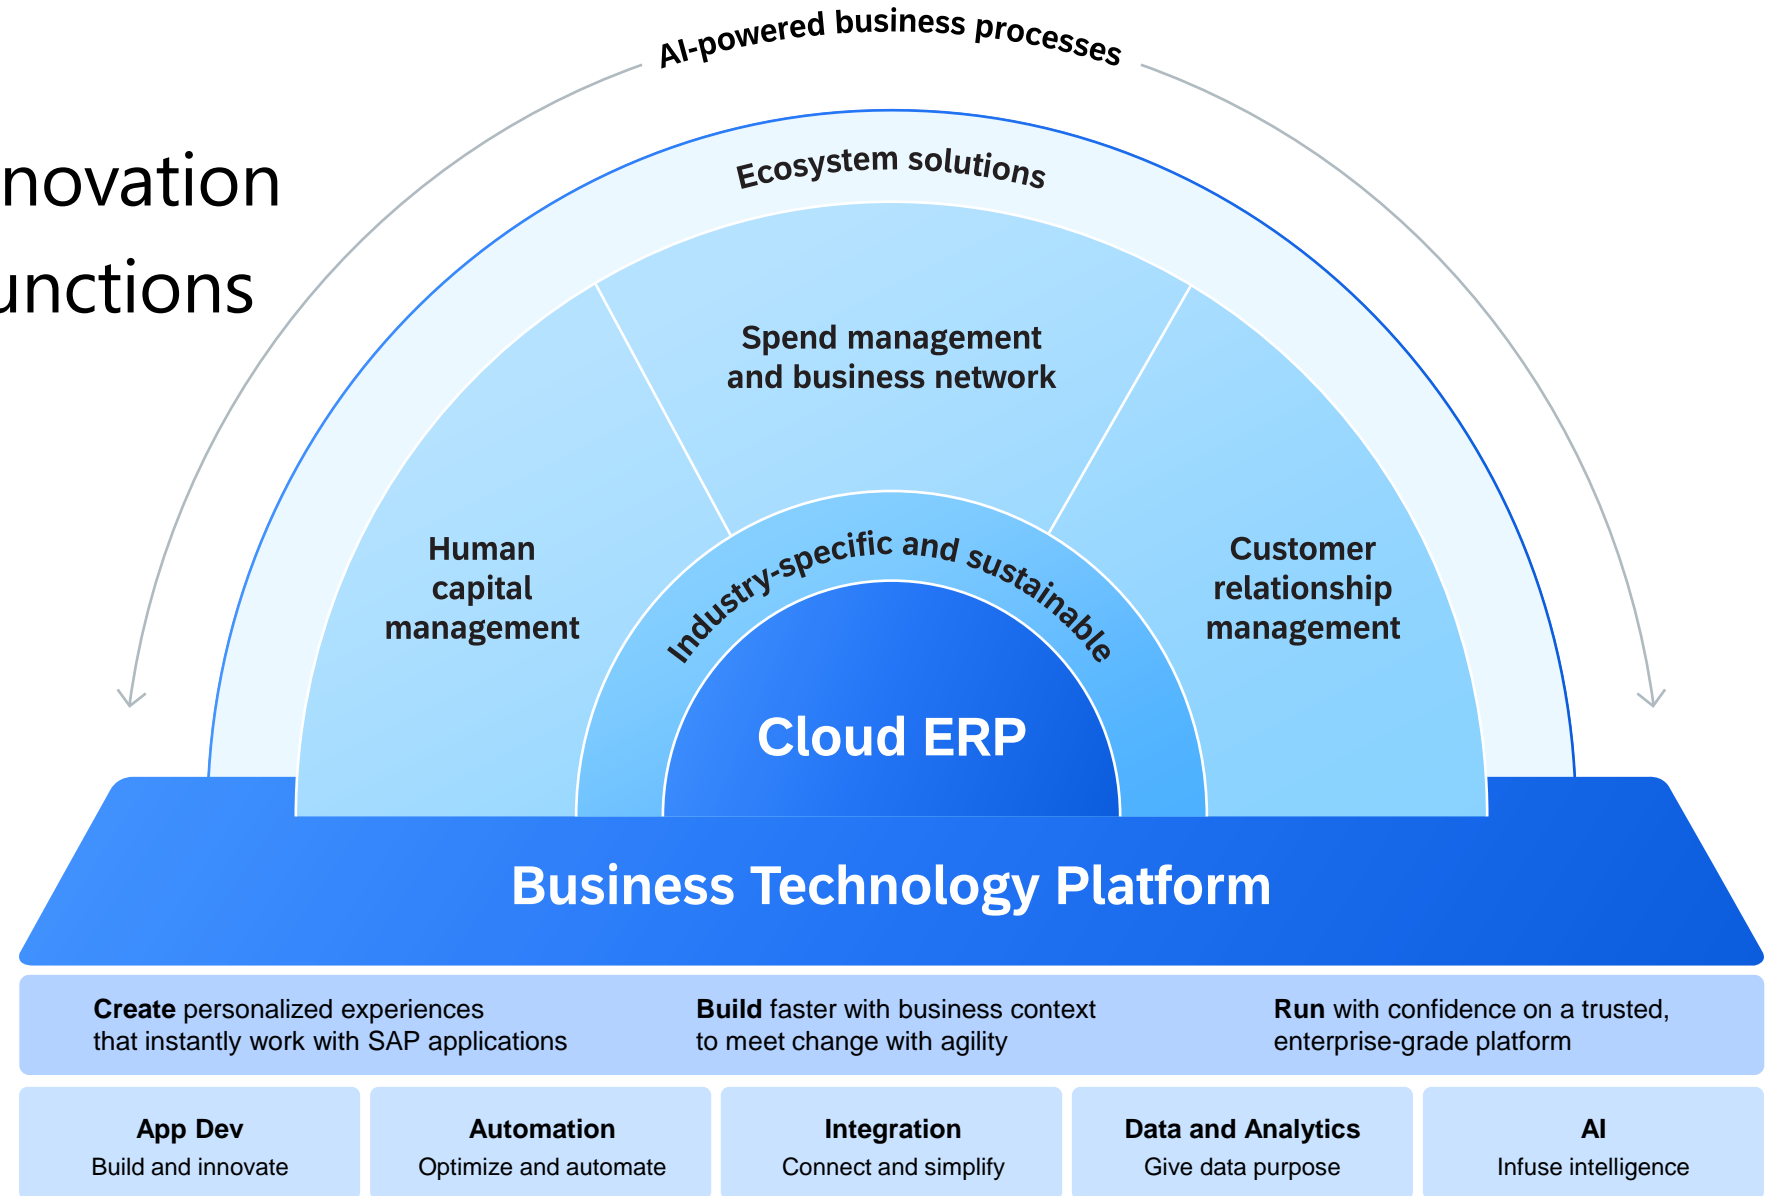 AI-powered business processes
novation
unctions
Ecosystem solutions
Spend management
and business network
Human
capital
management
Customer
relationship
management
Industry-specific and sustainable
Cloud ERP
Business Technology Platform
Create personalized experiences
that instantly work with SAP applications
Build faster with business context
to meet change with agility
Run with confidence on a trusted,
enterprise-grade platform
App Dev
Build and innovate
Automation
Optimize and automate
Integration
Connect and simplify
Data and Analytics
Give data purpose
AI
Infuse intelligence